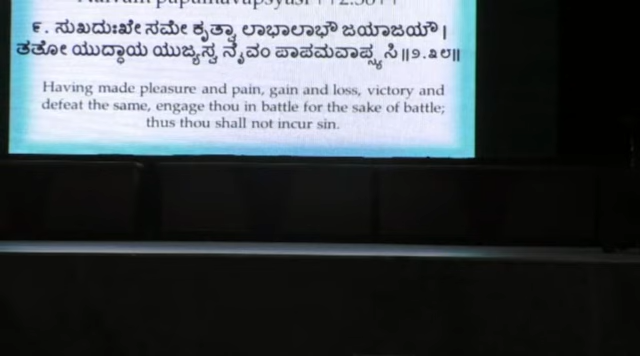 ೯. ಸುಖದುಃಖೇ ಸಮೇ ಕೃತ್ವಾ ಲಾಭಾಲಾಭೌ ಜಯಾಜಯೌ |
ತತೋ ಯುದ್ಧಾಯ ಯುಜ್ಯಸ್ವ ನೈವಂ ಪಾಪಮವಾಪ್ಸ್ಯಸಿ ||೨.೩೮||
Having made pleasure and pain, gain and loss, victory and
defeat the same, engage thou in battle for the sake of battle;
thus thou shall not incur sin.